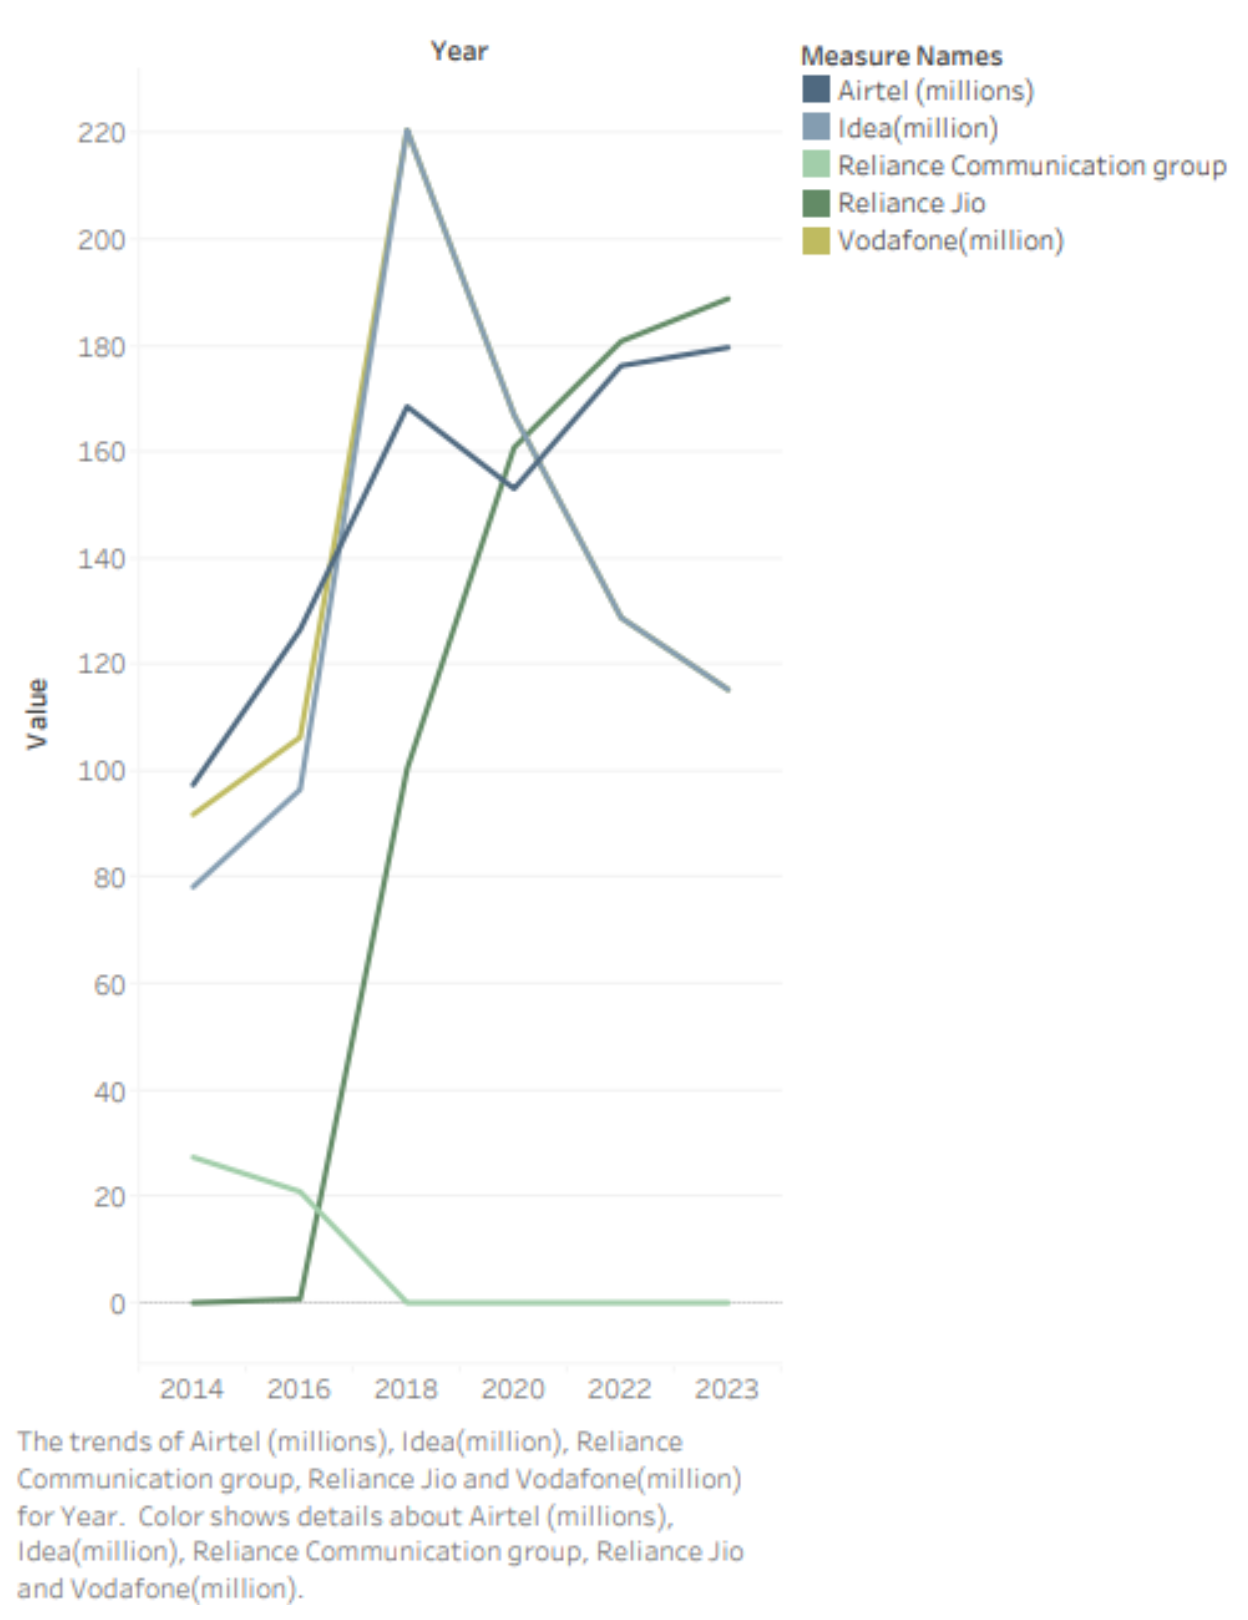 Year
Measure Names
Airtel (millions)
Idea(million)
Reliance Communication group
Reliance Jio
Vodafone(million)
220
200
180
160
140
120
100
80
60
40
20
0
Value
2014 2016 2018 2020 2022 2023
The trends of Airtel (millions), Idea(million), Reliance
Communication group, Reliance Jio and Vodafone(million)
for Year. Color shows details about Airtel (millions),
Idea(million), Reliance Communication group, Reliance Jio
and Vodafone(million).